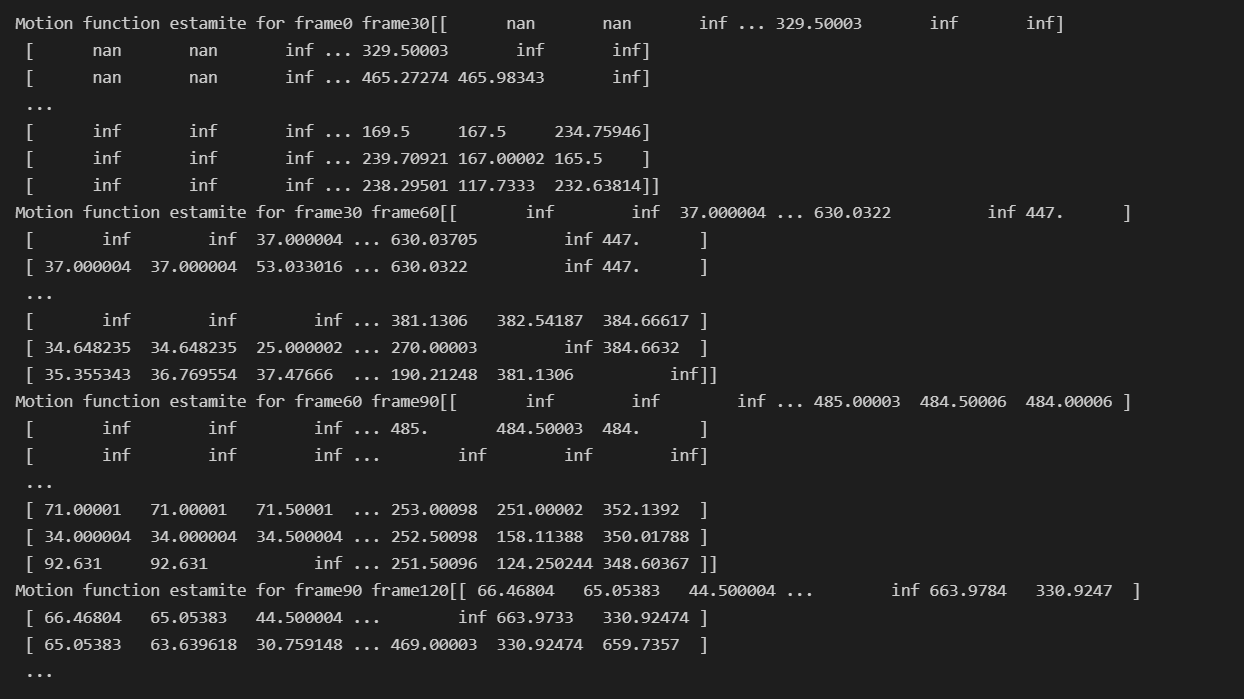 Motion function estamite for frame0 frame30[[      nan       nan       inf ... 329.50003       inf       inf]
 [      nan       nan       inf ... 329.50003       inf       inf]
 [      nan       nan       inf ... 465.27274 465.98343       inf]
 ...
 [      inf       inf       inf ... 169.5     167.5     234.75946]
 [      inf       inf       inf ... 239.70921 167.00002 165.5    ]
 [      inf       inf       inf ... 238.29501 117.7333  232.63814]]
Motion function estamite for frame30 frame60[[       inf        inf  37.000004 ... 630.0322          inf 447.      ]
 [       inf        inf  37.000004 ... 630.03705         inf 447.      ]
 [ 37.000004  37.000004  53.033016 ... 630.0322          inf 447.      ]
 ...
 [       inf        inf        inf ... 381.1306   382.54187  384.66617 ]
 [ 34.648235  34.648235  25.000002 ... 270.00003         inf 384.6632  ]
 [ 35.355343  36.769554  37.47666  ... 190.21248  381.1306          inf]]
Motion function estamite for frame60 frame90[[       inf        inf        inf ... 485.00003  484.50006  484.00006 ]
 [       inf        inf        inf ... 485.       484.50003  484.      ]
 [       inf        inf        inf ...        inf        inf        inf]
 ...
 [ 71.00001   71.00001   71.50001  ... 253.00098  251.00002  352.1392  ]
 [ 34.000004  34.000004  34.500004 ... 252.50098  158.11388  350.01788 ]
 [ 92.631     92.631           inf ... 251.50096  124.250244 348.60367 ]]
Motion function estamite for frame90 frame120[[ 66.46804   65.05383   44.500004 ...        inf 663.9784   330.9247  ]
 [ 66.46804   65.05383   44.500004 ...        inf 663.9733   330.92474 ]
 [ 65.05383   63.639618  30.759148 ... 469.00003  330.92474  659.7357  ]
 ...